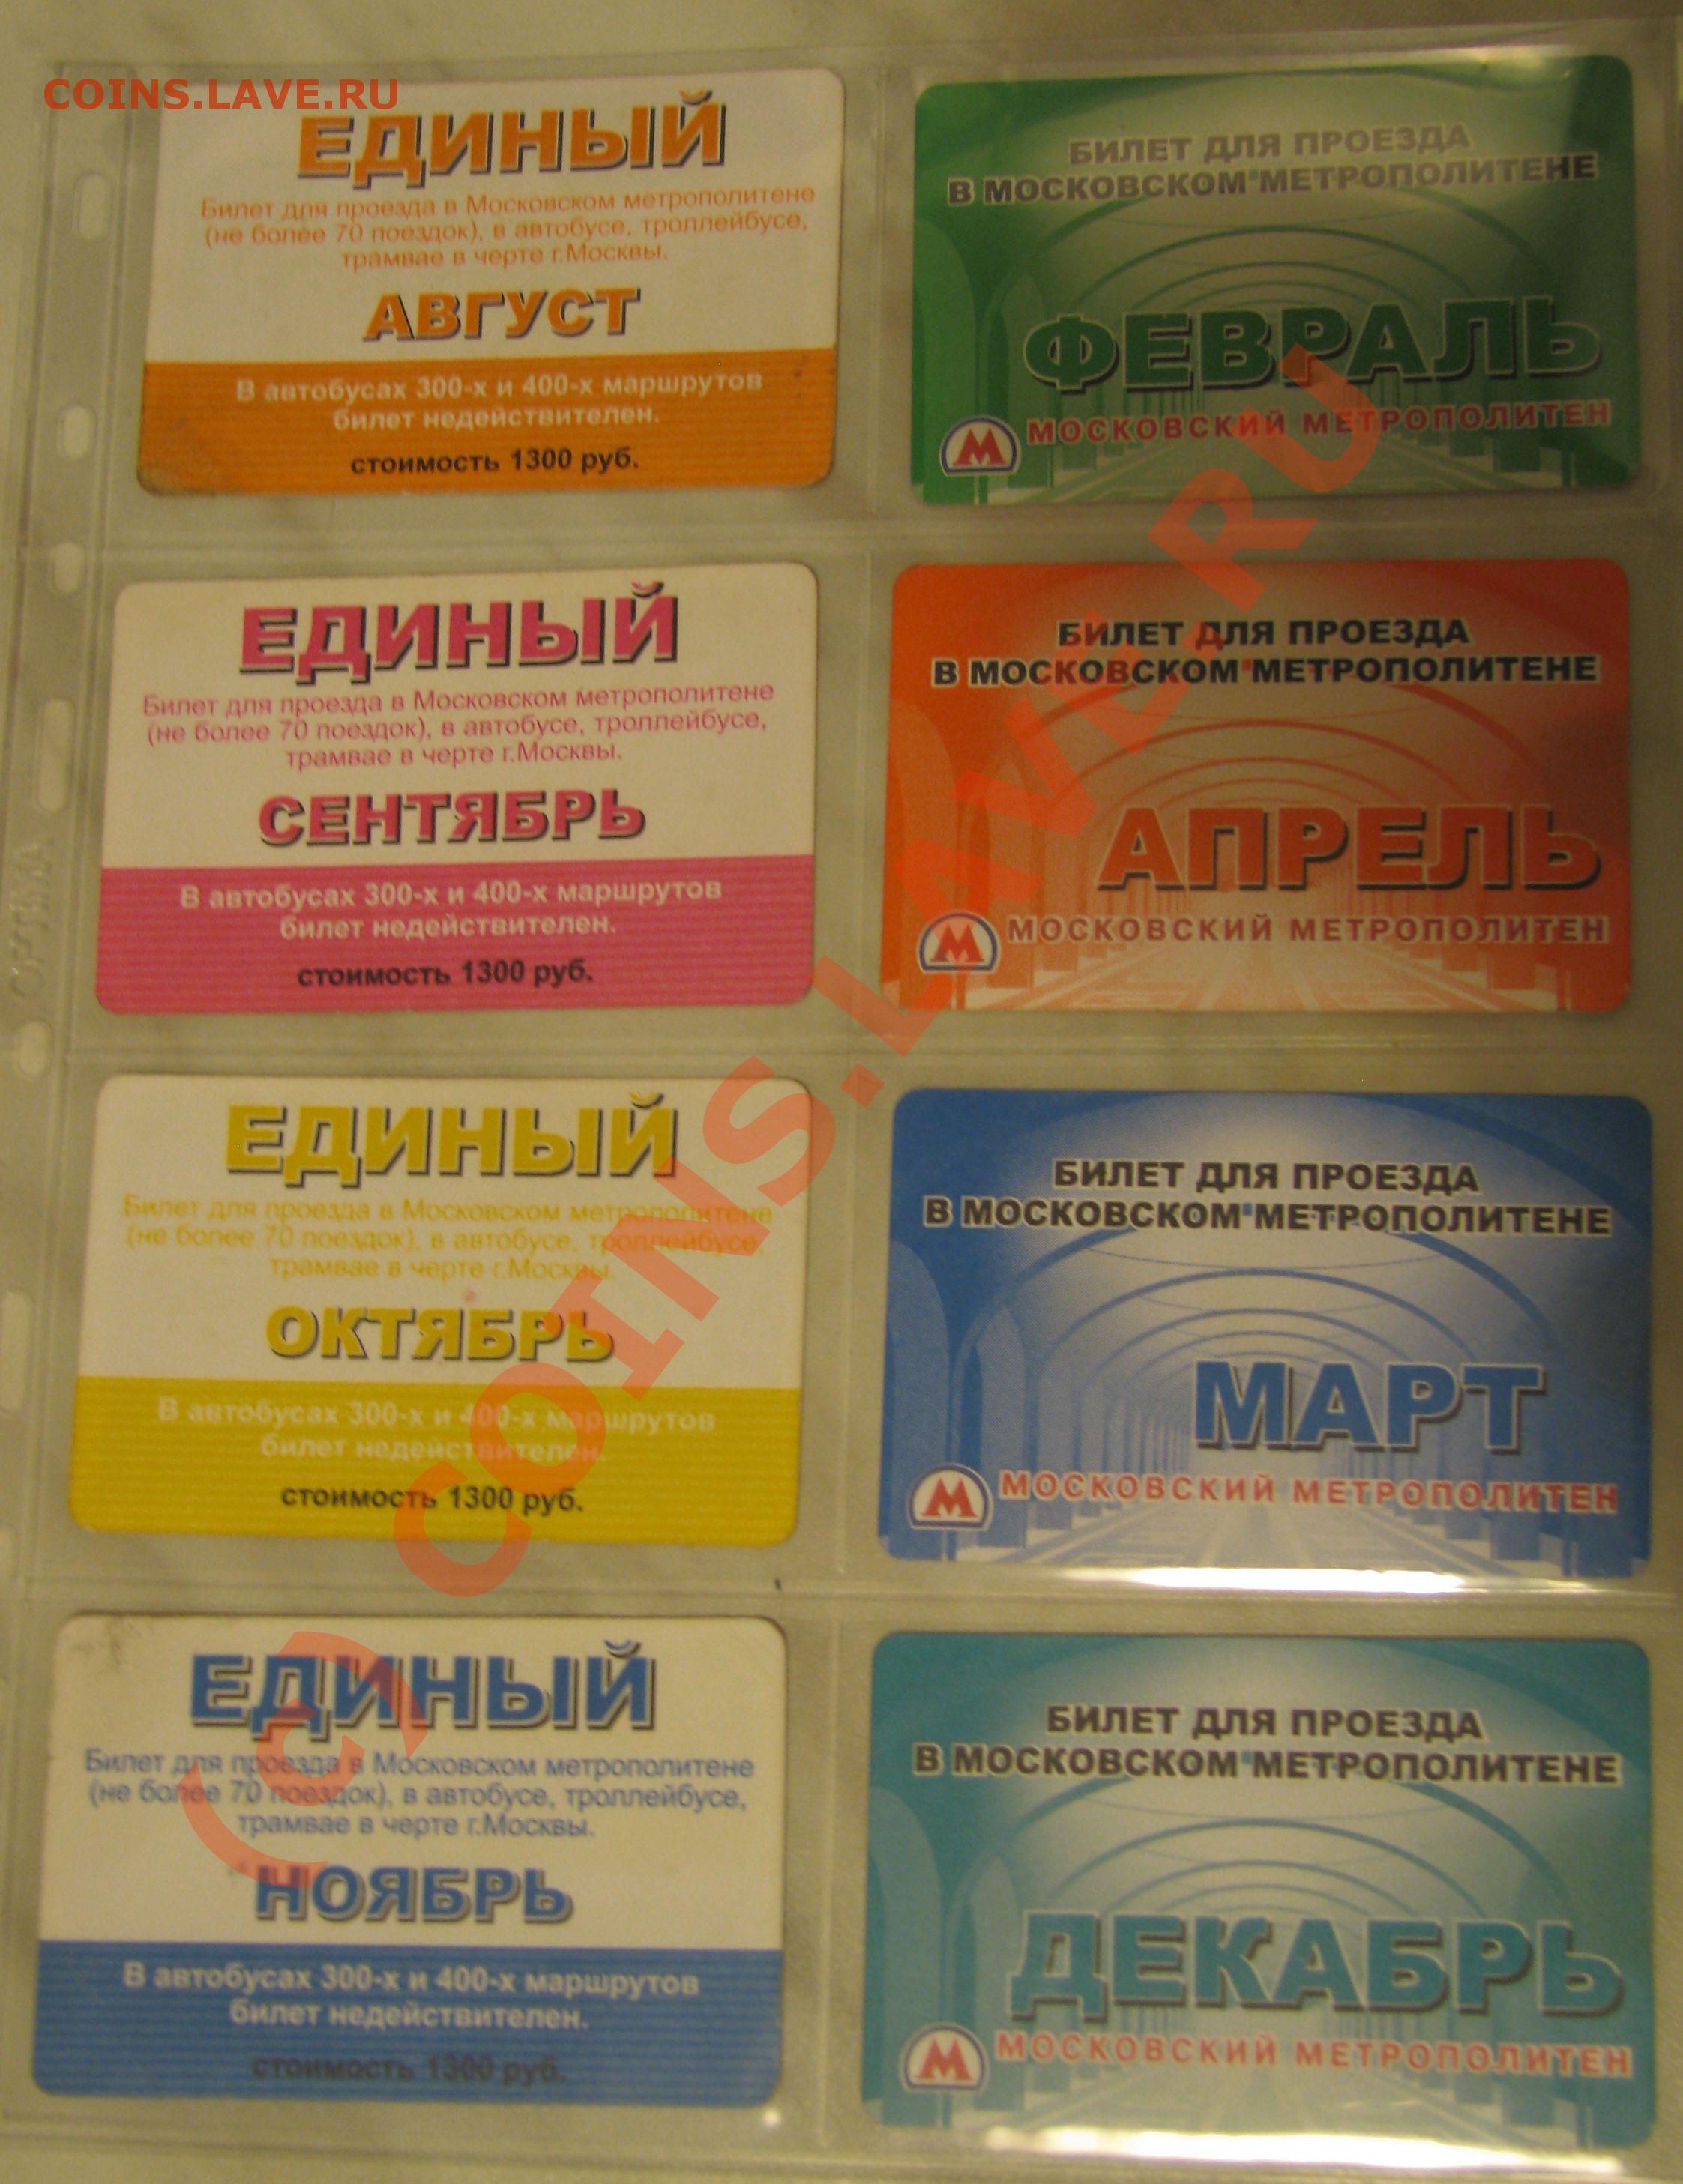 COINS.LAVE.RU
ЕДИНЫЙ
Билет для проезда в Московском метрополитене
(не более 70 поездок), в автобусе, троллейбусе,
трамвае в черте г.Москвы.
АВГУСТ
В автобусах 300-х и 400-х маршрутов
билет недействителен.
стоимость 1300 руб.
БИЛЕТ ДЛЯ ПРОЕЗДА
В МОСКОВСКОМ МЕТРОПОЛИТЕНЕ
ФЕВРАЛЬ
М МОСКОВСКИЙ МЕТРОПОЛИТЕН
ЕДИНЫЙ
Билет для проезда в Московском метрополитене
(не более 70 поездок), в автобусе, троллейбусе,
трамвае в черте г.Москвы.
СЕНТЯБРЬ
В автобусах 300-х и 400-х маршрутов
билет недействителен.
стоимость 1300 руб.
БИЛЕТ ДЛЯ ПРОЕЗДА
В МОСКОВСКОМ МЕТРОПОЛИТЕНЕ
АПРЕЛЬ
М МОСКОВСКИЙ МЕТРОПОЛИТЕН
ЕДИНЫЙ
Билет для проезда в Московском метрополитене
(не более 70 поездок), в автобусе, троллейбусе,
трамвае в черте г.Москвы.
ОКТЯБРЬ
В автобусах 300-х и 400-х маршрутов
билет недействителен.
стоимость 1300 руб.
БИЛЕТ ДЛЯ ПРОЕЗДА
В МОСКОВСКОМ МЕТРОПОЛИТЕНЕ
МАРТ
М МОСКОВСКИЙ МЕТРОПОЛИТЕН
ЕДИНЫЙ
Билет для проезда в Московском метрополитене
(не более 70 поездок), в автобусе, троллейбусе,
трамвае в черте г.Москвы.
НОЯБРЬ
В автобусах 300-х и 400-х маршрутов
билет недействителен.
стоимость 1300 руб.
БИЛЕТ ДЛЯ ПРОЕЗДА
В МОСКОВСКОМ МЕТРОПОЛИТЕНЕ
ДЕКАБРЬ
М МОСКОВСКИЙ МЕТРОПОЛИТЕН
(C) COINS.LAVE.RU